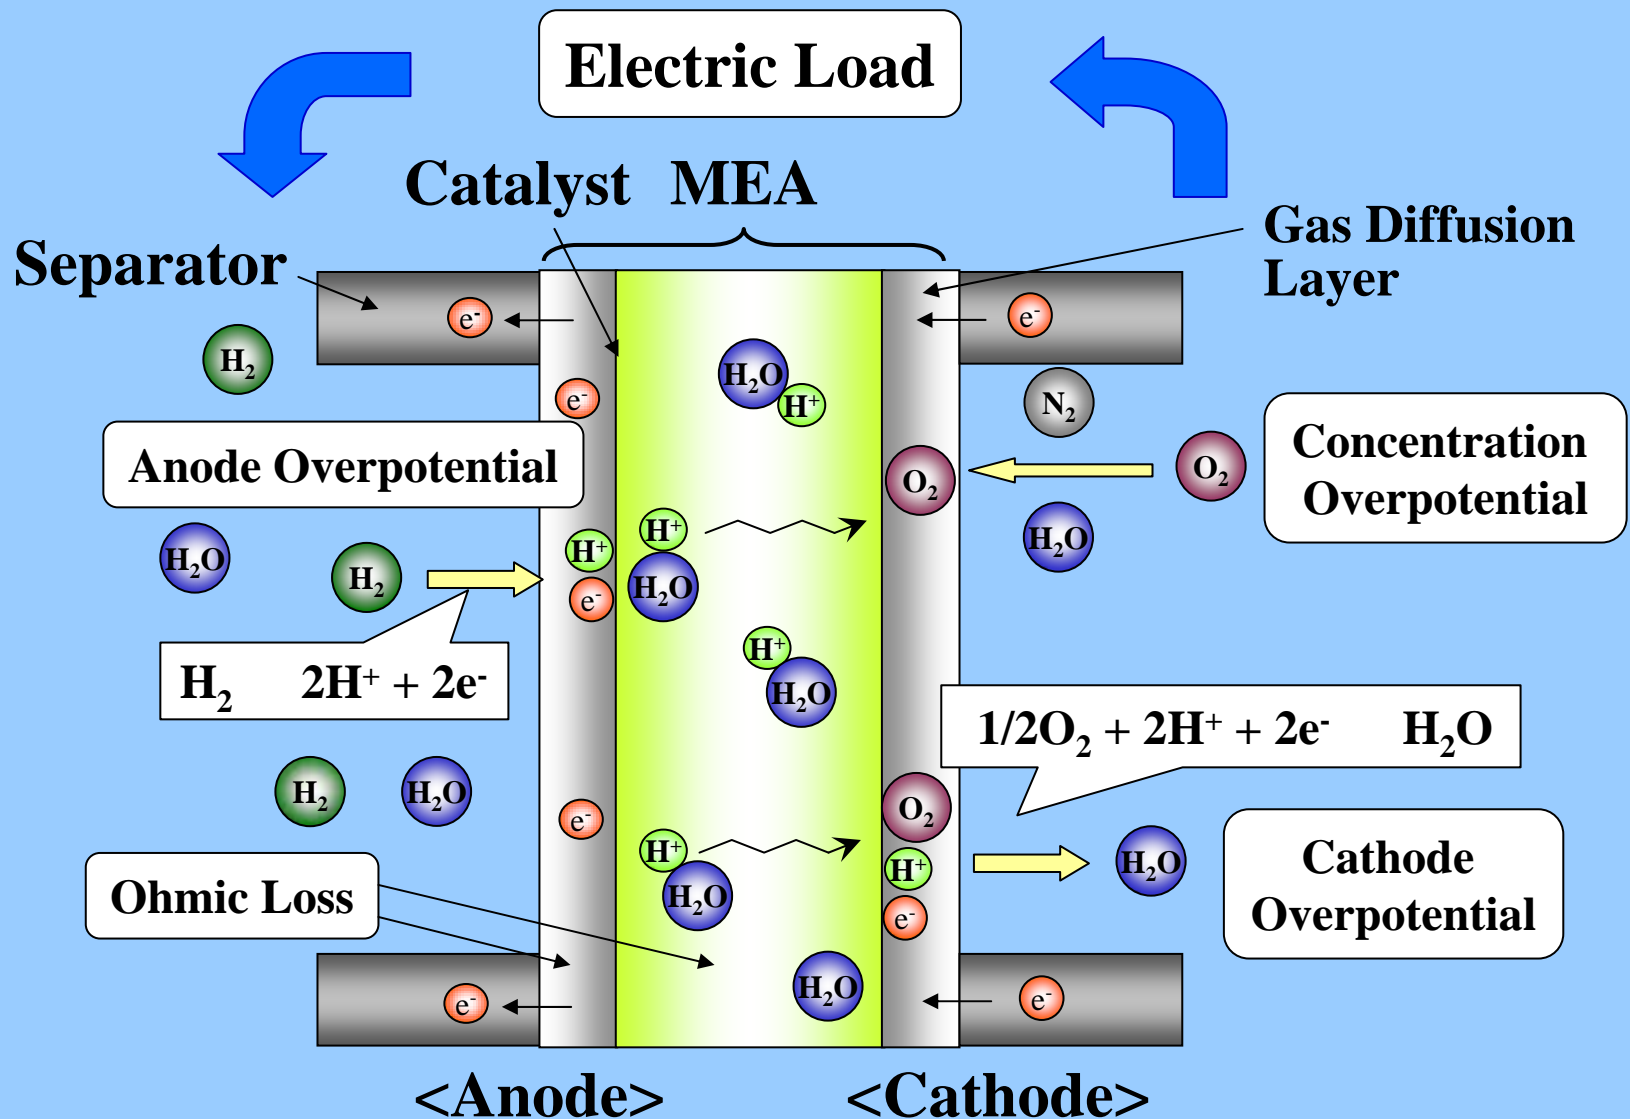 Electric Load
Catalyst MEA
Gas Diffusion
Layer
Separator
e⁻ e⁻
H₂
H₂O
H⁺
e⁻
N₂
Concentration
Overpotential
Anode Overpotential
O₂ O₂
H₂O H₂O
H⁺ H⁺
H₂
e⁻ H₂O
H⁺
H₂O
H₂ 2H⁺ + 2e⁻
1/2O₂ + 2H⁺ + 2e⁻ H₂O
H₂ H₂O
e⁻ O₂
H⁺ H⁺ H₂O
Cathode
Overpotential
H₂O
e⁻
Ohmic Loss
H₂O
e⁻ e⁻
<Anode> <Cathode>